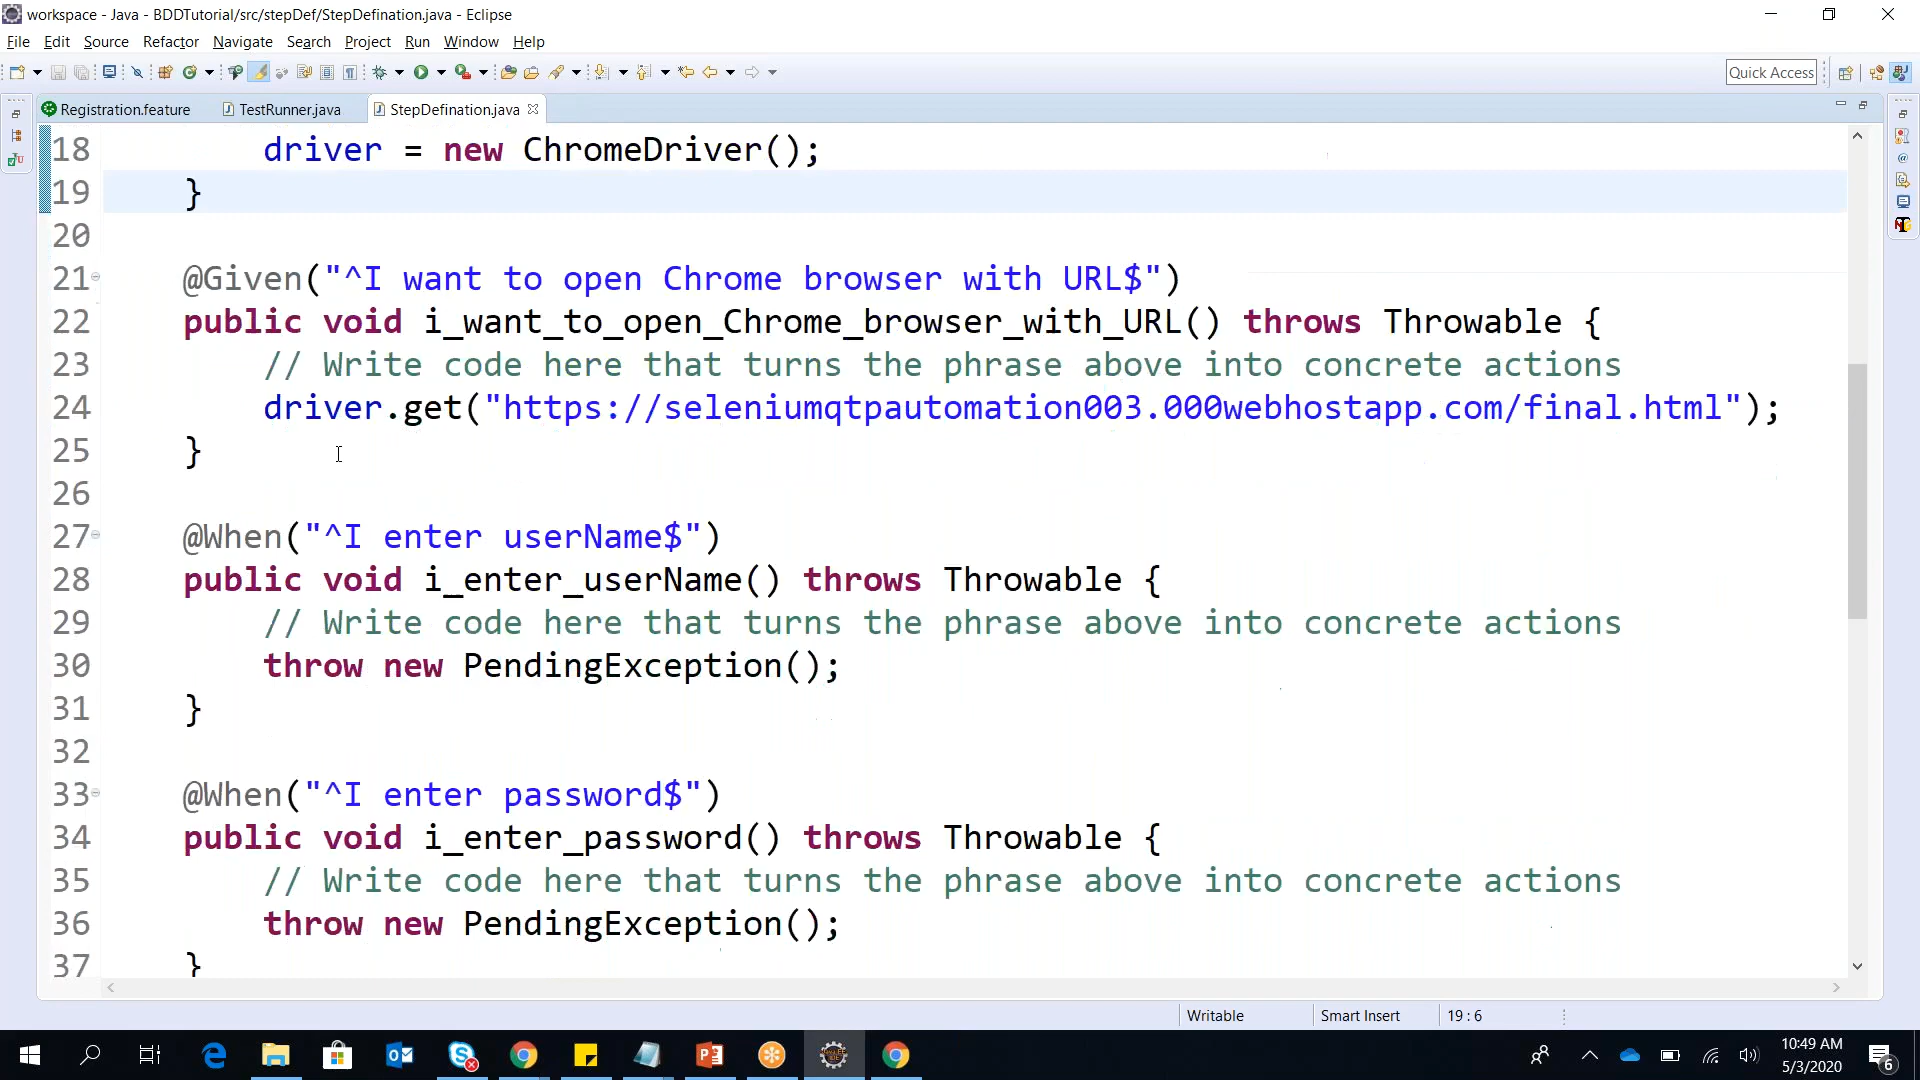 workspace - Java - BDDTutorial/src/stepDef/StepDefination.java - Eclipse
File Edit Source Refactor Navigate Search Project Run Window Help
Quick Access
Registration.feature TestRunner.java StepDefination.java
18 driver = new ChromeDriver();
19 }
20
21 @Given("^I want to open Chrome browser with URL$")
22 public void i_want_to_open_Chrome_browser_with_URL() throws Throwable {
23 // Write code here that turns the phrase above into concrete actions
24 driver.get("https://seleniumqtpautomation003.000webhostapp.com/final.html");
25 }
26
27 @When("^I enter userName$")
28 public void i_enter_userName() throws Throwable {
29 // Write code here that turns the phrase above into concrete actions
30 throw new PendingException();
31 }
32
33 @When("^I enter password$")
34 public void i_enter_password() throws Throwable {
35 // Write code here that turns the phrase above into concrete actions
36 throw new PendingException();
37 }
Writable Smart Insert 19 : 6
10:49 AM
5/3/2020
6